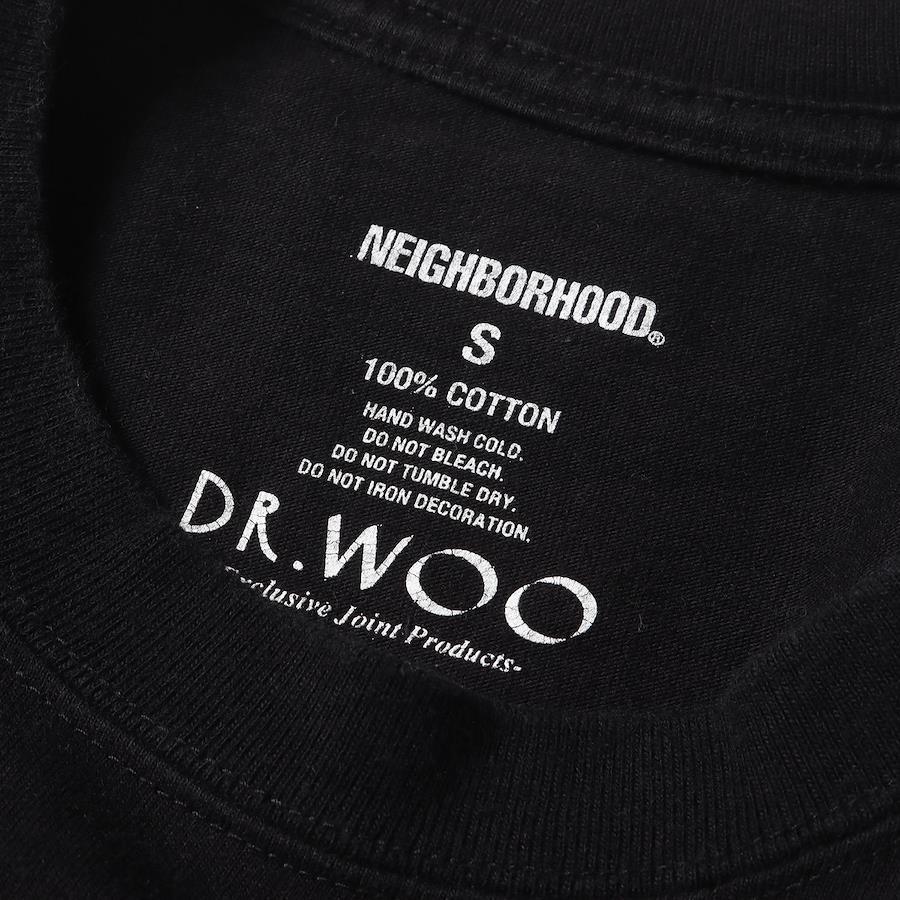 NEIGHBORHOOD®
S
100% COTTON
HAND WASH COLD.
DO NOT BLEACH.
DO NOT TUMBLE DRY.
DO NOT IRON DECORATION.
DR.WOO
Exclusive Joint Products-